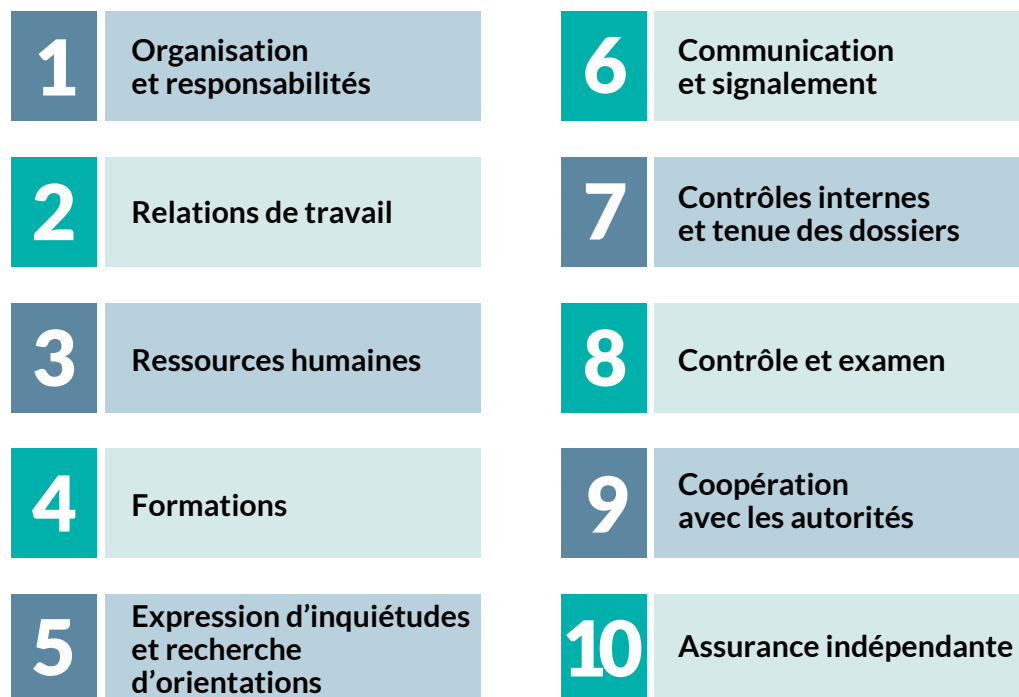 1
Organisation
et responsabilités
2
Relations de travail
3
Ressources humaines
4
Formations
5
Expression d’inquiétudes
et recherche
d’orientations
6
Communication
et signalement
7
Contrôles internes
et tenue des dossiers
8
Contrôle et examen
9
Coopération
avec les autorités
10
Assurance indépendante